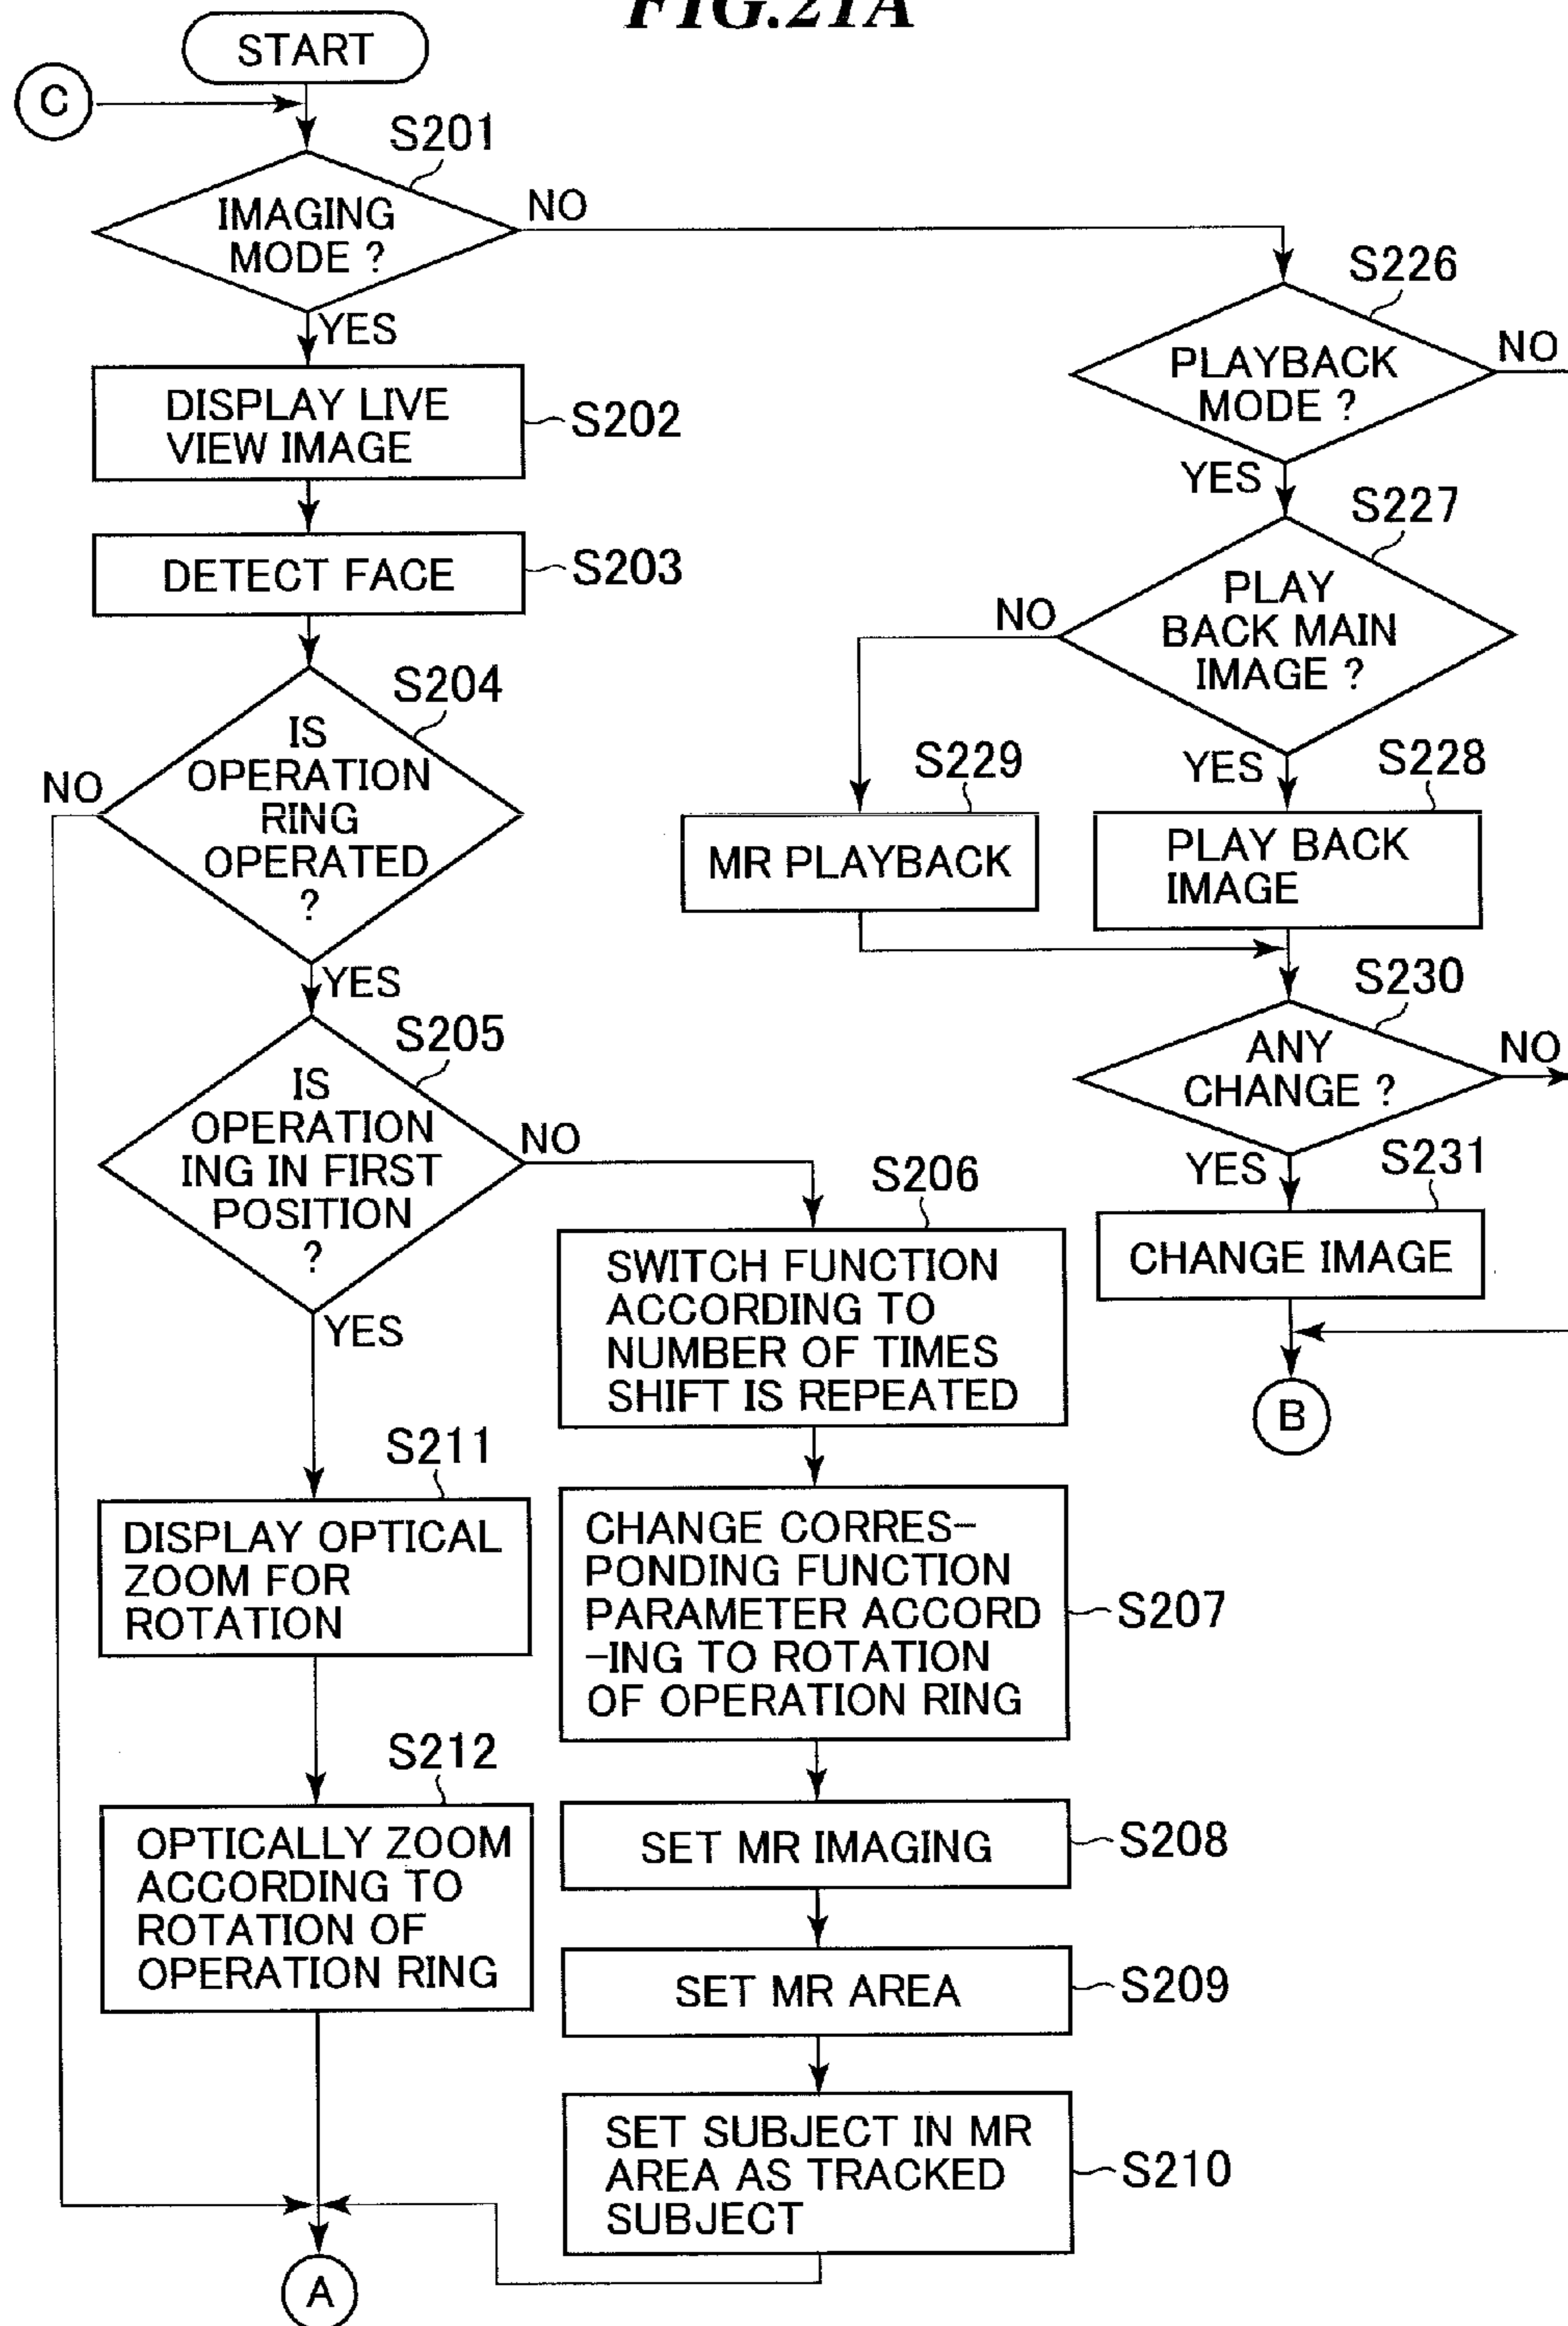 FIG.21A
START
C
S201
IMAGING
MODE ?
NO
YES
DISPLAY LIVE
VIEW IMAGE
S202
DETECT FACE
S203
S204
IS
OPERATION
RING
OPERATED
?
NO
YES
S205
IS
OPERATION
ING IN FIRST
POSITION
?
NO
YES
S206
SWITCH FUNCTION
ACCORDING TO
NUMBER OF TIMES
SHIFT IS REPEATED
CHANGE CORRES-
PONDING FUNCTION
PARAMETER ACCORD
-ING TO ROTATION
OF OPERATION RING
S207
SET MR IMAGING
S208
SET MR AREA
S209
SET SUBJECT IN MR
AREA AS TRACKED
SUBJECT
S210
S211
DISPLAY OPTICAL
ZOOM FOR
ROTATION
S212
OPTICALLY ZOOM
ACCORDING TO
ROTATION OF
OPERATION RING
A
S226
PLAYBACK
MODE ?
NO
YES
S227
PLAY
BACK MAIN
IMAGE ?
NO
YES
S228
PLAY BACK
IMAGE
S229
MR PLAYBACK
S230
ANY
CHANGE ?
NO
YES
S231
CHANGE IMAGE
B